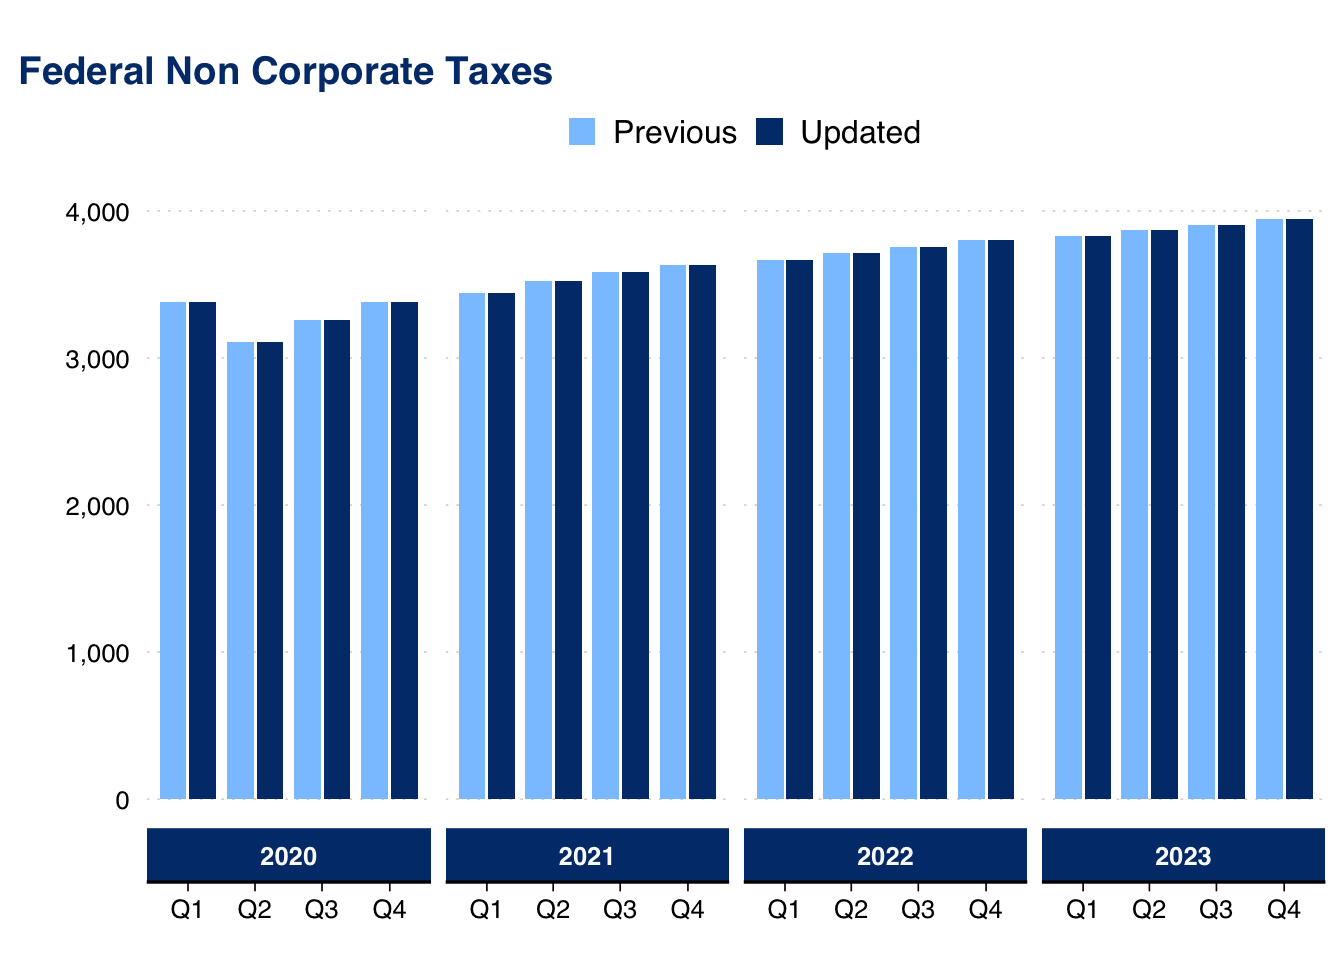 Federal Non Corporate Taxes
Previous Updated
4,000
3,000
2,000
1,000
0
2020 2021 2022 2023
Q1 Q2 Q3 Q4 Q1 Q2 Q3 Q4 Q1 Q2 Q3 Q4 Q1 Q2 Q3 Q4